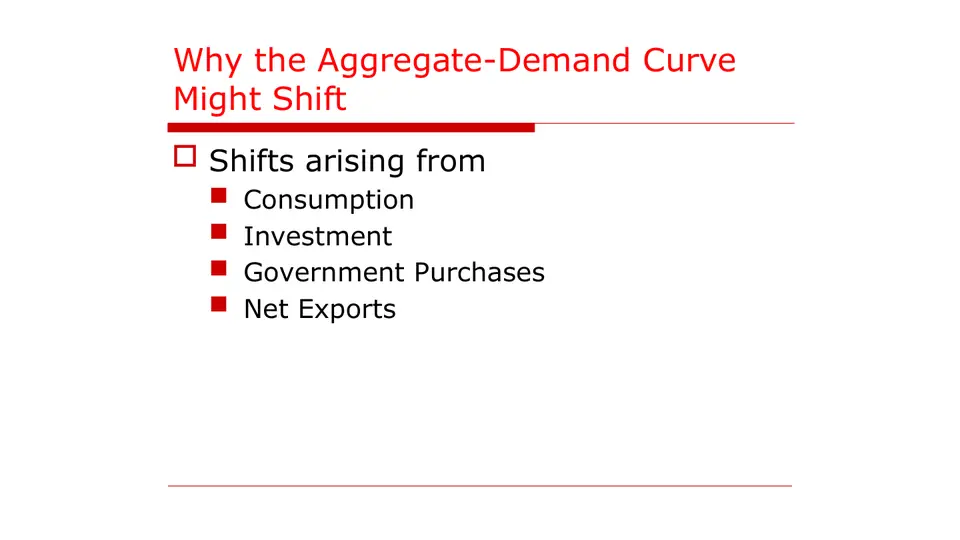 Why the Aggregate-Demand Curve
Might Shift
Shifts arising from
Consumption
Investment
Government Purchases
Net Exports